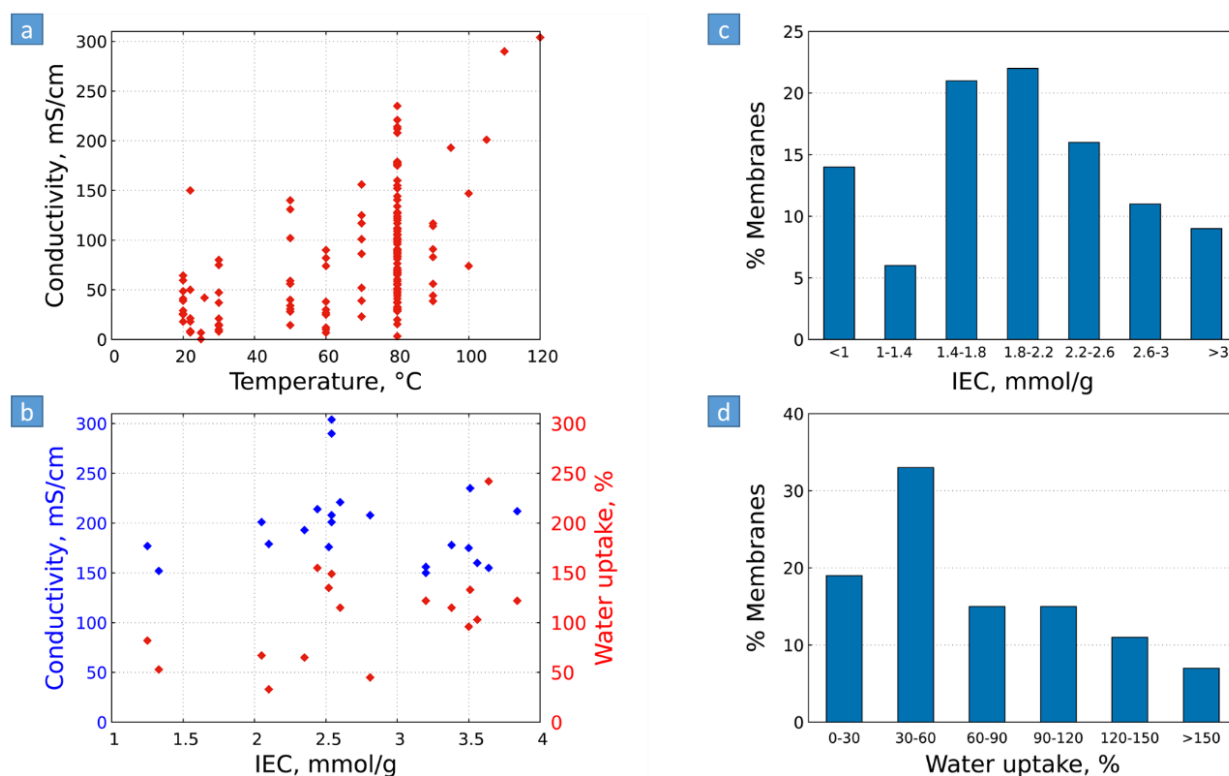 a
300
250
200
150
100
50
0
Conductivity, mS/cm
0 20 40 60 80 100 120
Temperature, °C
b
300
250
200
150
100
50
0
Conductivity, mS/cm
300
250
200
150
100
50
0
Water uptake, %
1 1.5 2 2.5 3 3.5 4
IEC, mmol/g
c
25
20
15
10
5
0
% Membranes
<1 1-1.4 1.4-1.8 1.8-2.2 2.2-2.6 2.6-3 >3
IEC, mmol/g
d
40
30
20
10
0
% Membranes
0-30 30-60 60-90 90-120 120-150 >150
Water uptake, %